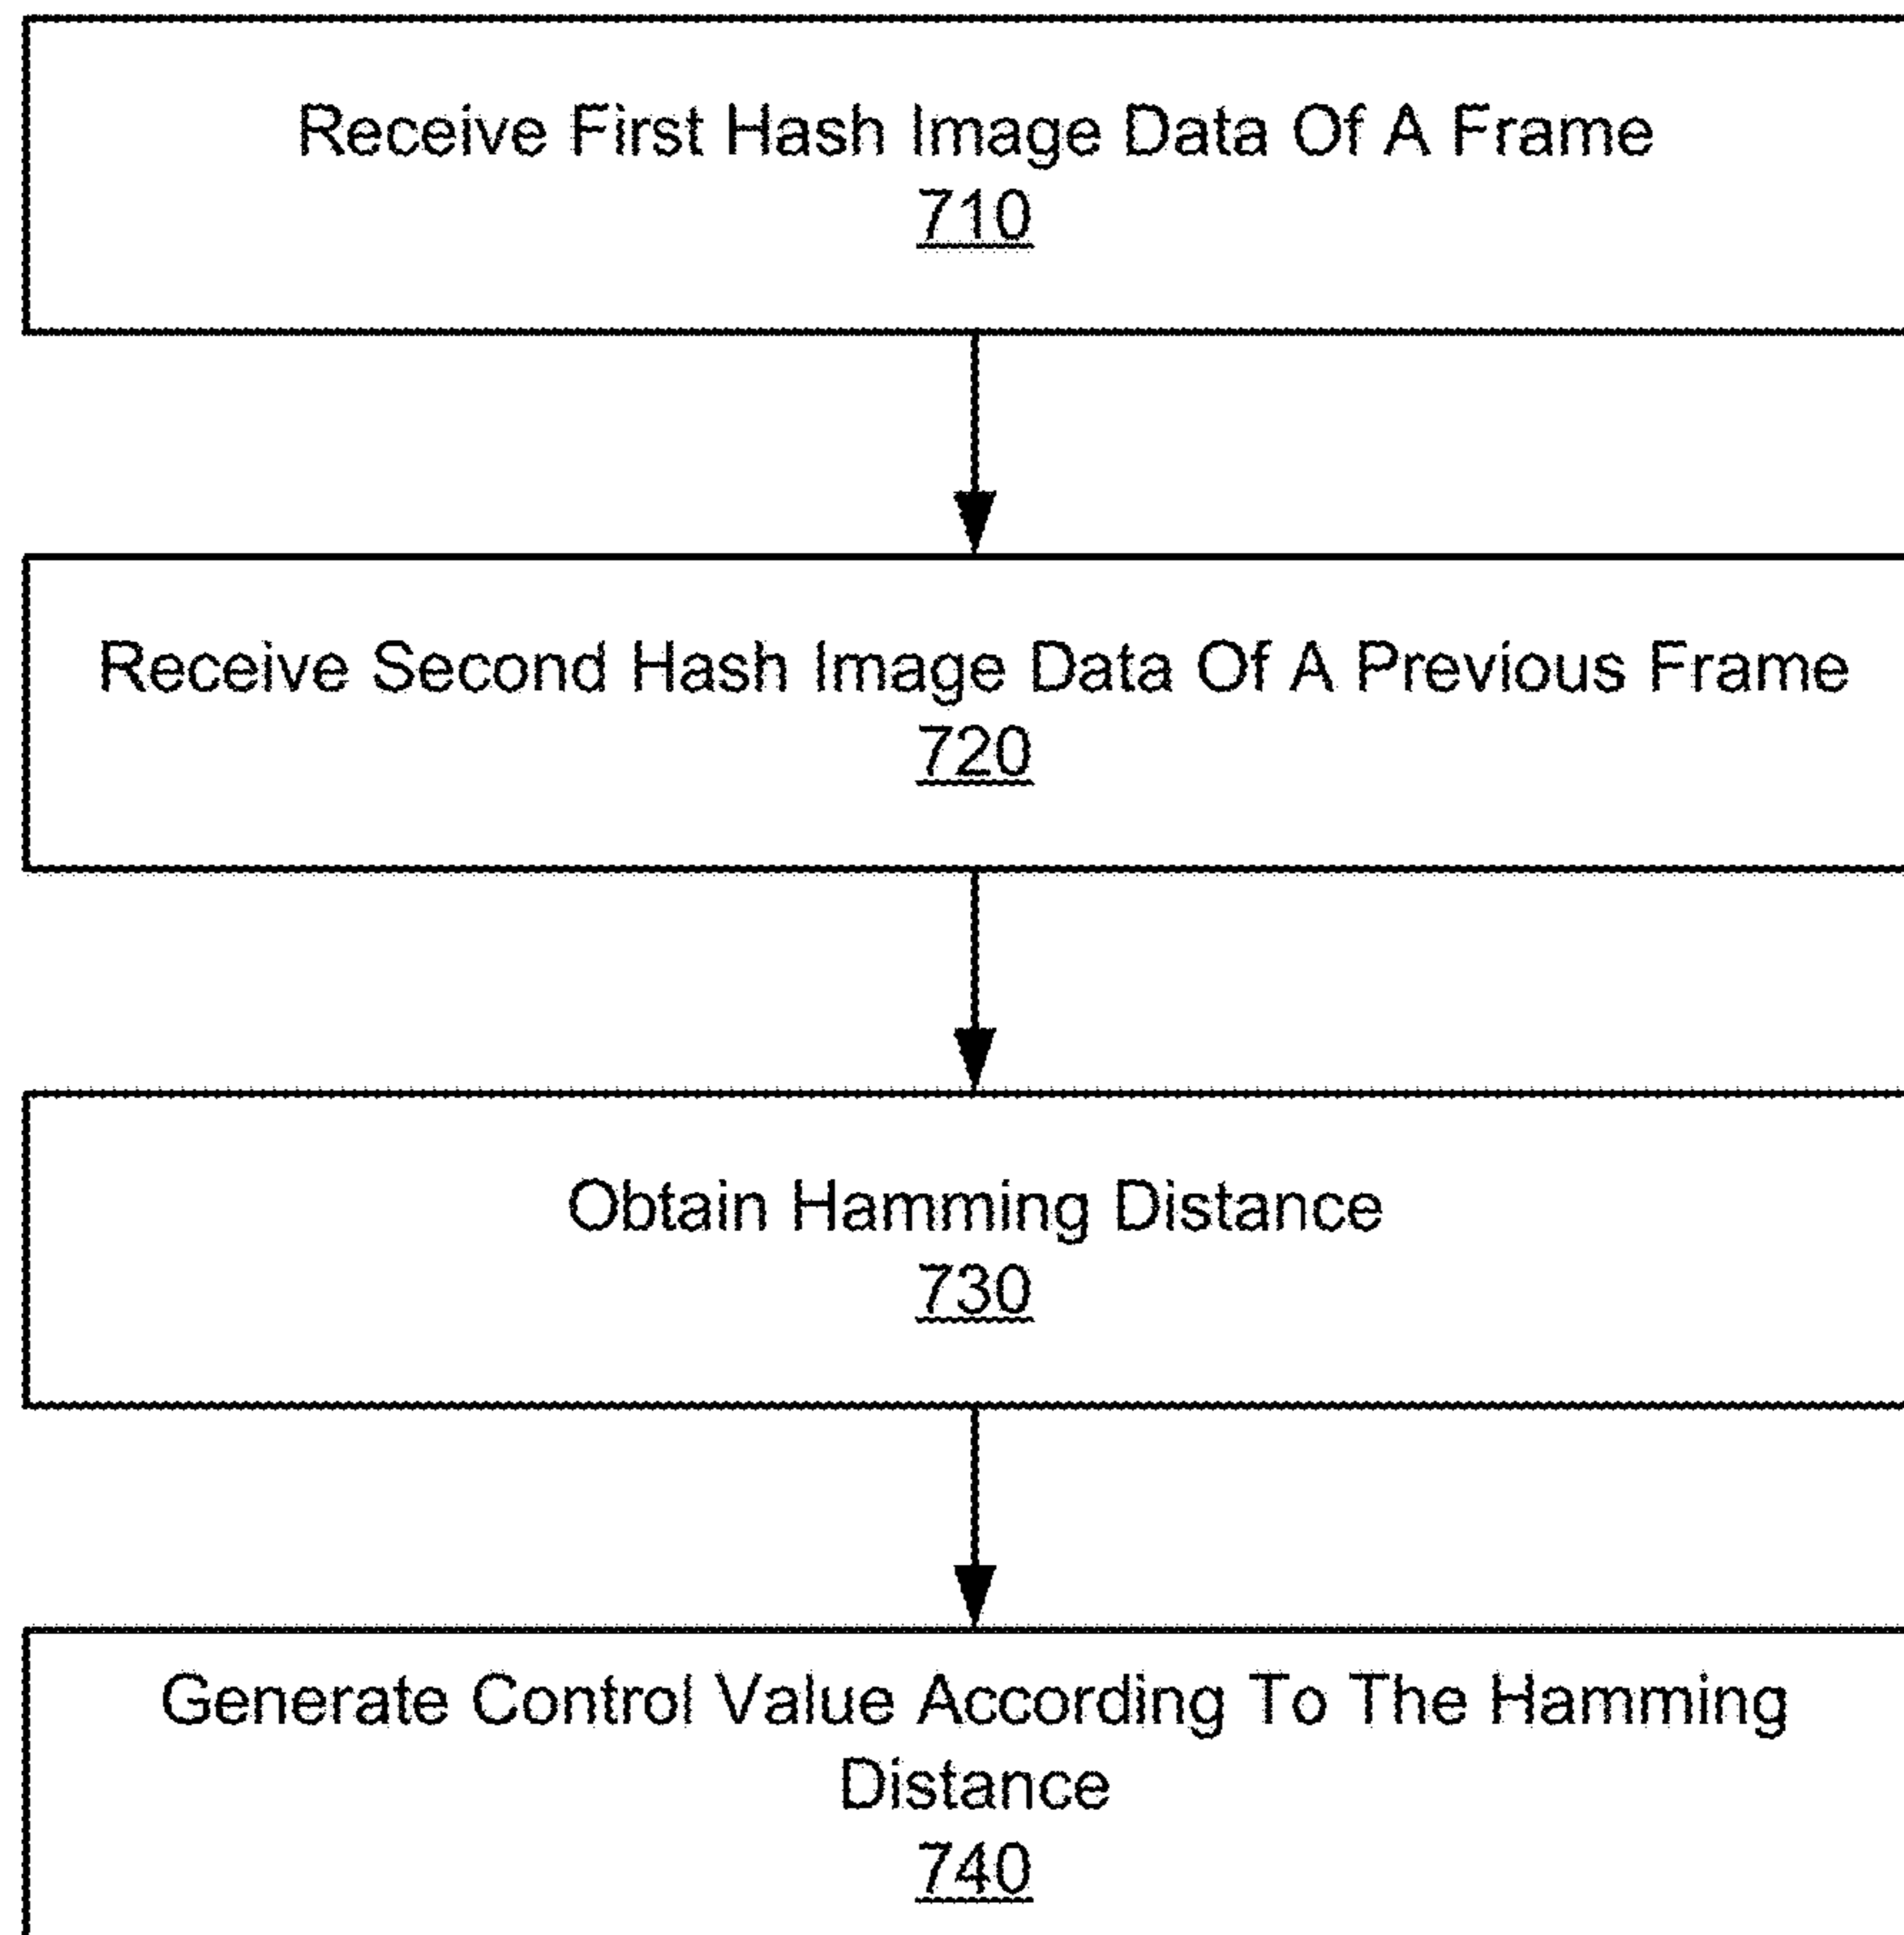 Receive First Hash Image Data Of A Frame
710
Receive Second Hash Image Data Of A Previous Frame
720
Obtain Hamming Distance
730
Generate Control Value According To The Hamming
Distance
740